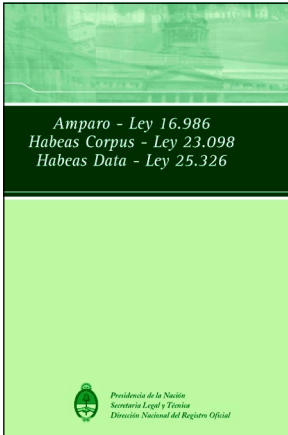 Amparo - Ley 16.986
Habeas Corpus - Ley 23.098
Habeas Data - Ley 25.326
Presidencia de la Nación
Secretaria Legal y Técnica
Dirección Nacional del Registro Oficial